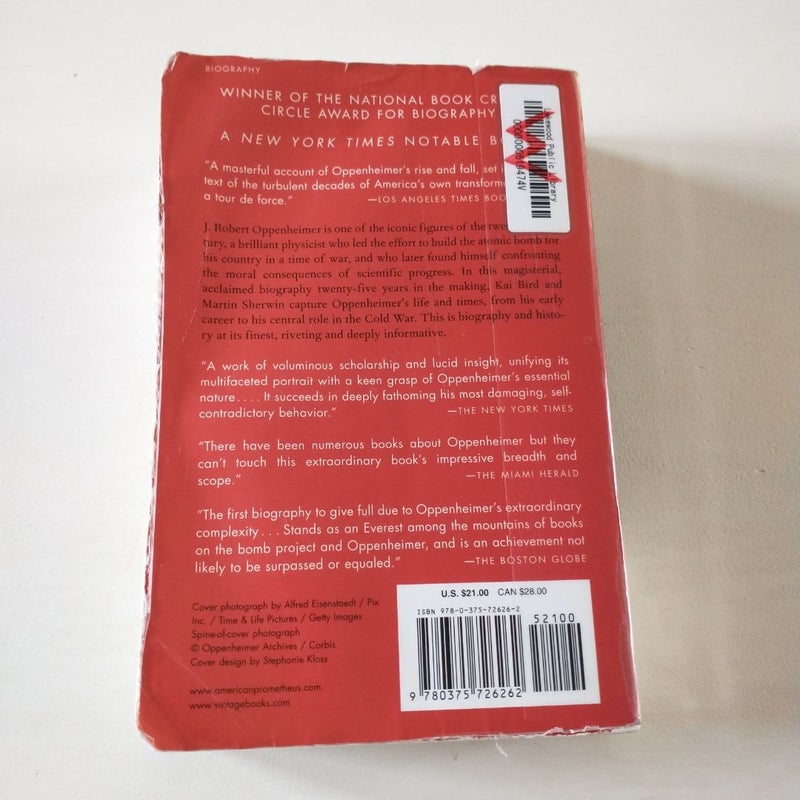 BIOGRAPHY
WINNER OF THE NATIONAL BOOK CR
CIRCLE AWARD FOR BIOGRAPHY
A NEW YORK TIMES NOTABLE B
"A masterful account of Oppenheimer's rise and fall, set i
text of the turbulent decades of America's own transforma
a tour de force." —LOS ANGELES TIMES BOO
Public Library
J. Robert Oppenheimer is one of the iconic figures of the
tury, a brilliant physicist who led the effort to build the atomic bomb for
his country in a time of war, and who later found himself confronting
the moral consequences of scientific progress. In this magisterial,
acclaimed biography twenty-five years in the making, Kai Bird and
Martin Sherwin capture Oppenheimer's life and times, from his early
career to his central role in the Cold War. This is biography and histo-
ry at its finest, riveting and deeply informative.
"A work of voluminous scholarship and lucid insight, unifying its
multifaceted portrait with a keen grasp of Oppenheimer's essential
nature.... It succeeds in deeply fathoming his most damaging, self-
contradictory behavior." —THE NEW YORK TIMES
"There have been numerous books about Oppenheimer but they
can't touch this extraordinary book's impressive breadth and
scope." —THE MIAMI HERALD
"The first biography to give full due to Oppenheimer's extraordinary
complexity... Stands as an Everest among the mountains of books
on the bomb project and Oppenheimer, and is an achievement not
likely to be surpassed or equaled." —THE BOSTON GLOBE
Cover photograph by Alfred Eisenstaedt / Pix
Inc. / Time & Life Pictures / Getty Images
Spine-of-cover photograph
© Oppenheimer Archives / Corbis
Cover design by Stephanie Kloss
www.americanprometheus.com
www.vintagebooks.com
U.S. $21.00 CAN $28.00
ISBN 978-0-375-72626-2
52100
9 780375 726262